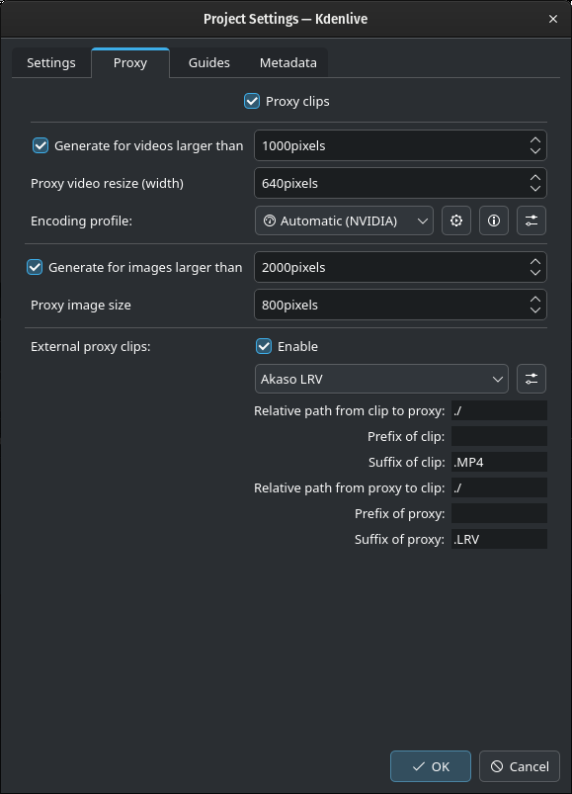 Project Settings — Kdenlive
Settings Proxy Guides Metadata
Proxy clips
Generate for videos larger than 1000pixels
Proxy video resize (width) 640pixels
Encoding profile: Automatic (NVIDIA)
Generate for images larger than 2000pixels
Proxy image size 800pixels
External proxy clips: Enable
Akaso LRV
Relative path from clip to proxy: ./
Prefix of clip:
Suffix of clip: .MP4
Relative path from proxy to clip: ./
Prefix of proxy:
Suffix of proxy: .LRV
OK Cancel